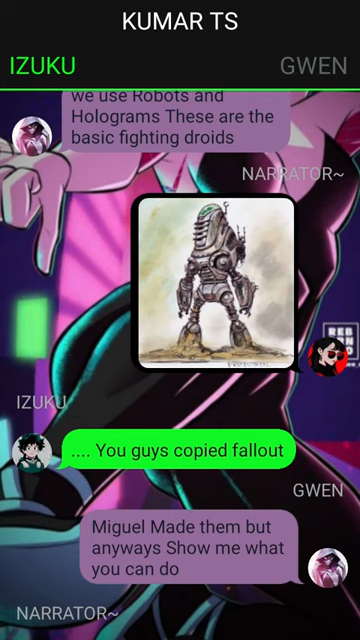 KUMAR TS
IZUKU GWEN
we use Robots and
Holograms These are the
basic fighting droids
NARRATOR~
IZUKU
.... You guys copied fallout
GWEN
Miguel Made them but
anyways Show me what
you can do
NARRATOR~